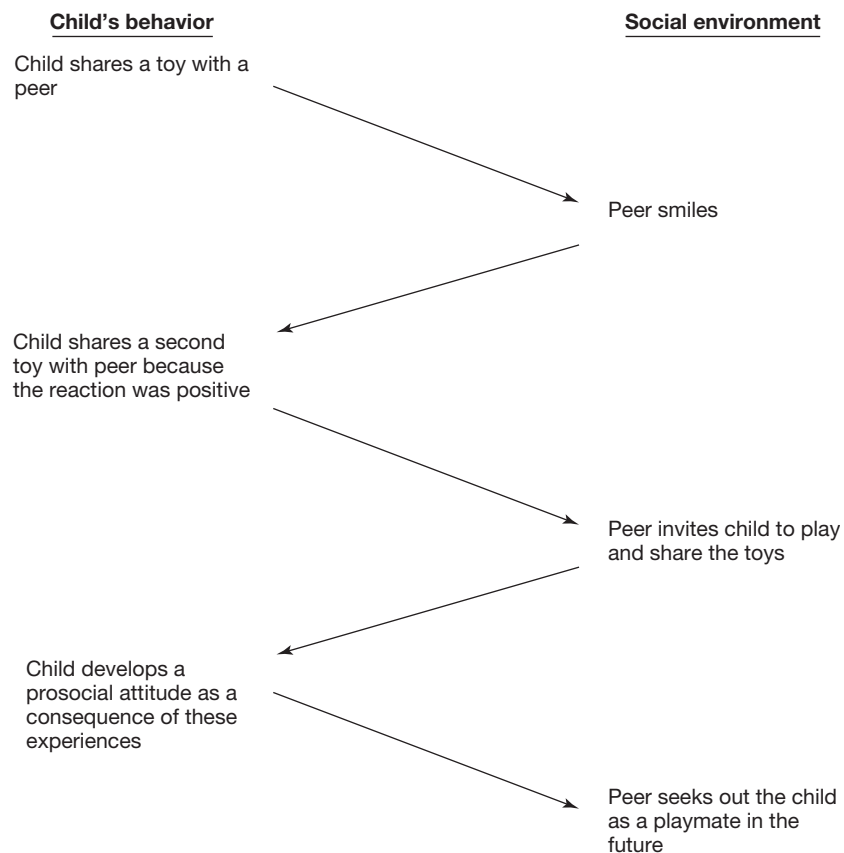 Child’s behavior
Social environment
Child shares a toy with a
peer
Peer smiles
Child shares a second
toy with peer because
the reaction was positive
Peer invites child to play
and share the toys
Child develops a
prosocial attitude as a
consequence of these
experiences
Peer seeks out the child
as a playmate in the
future